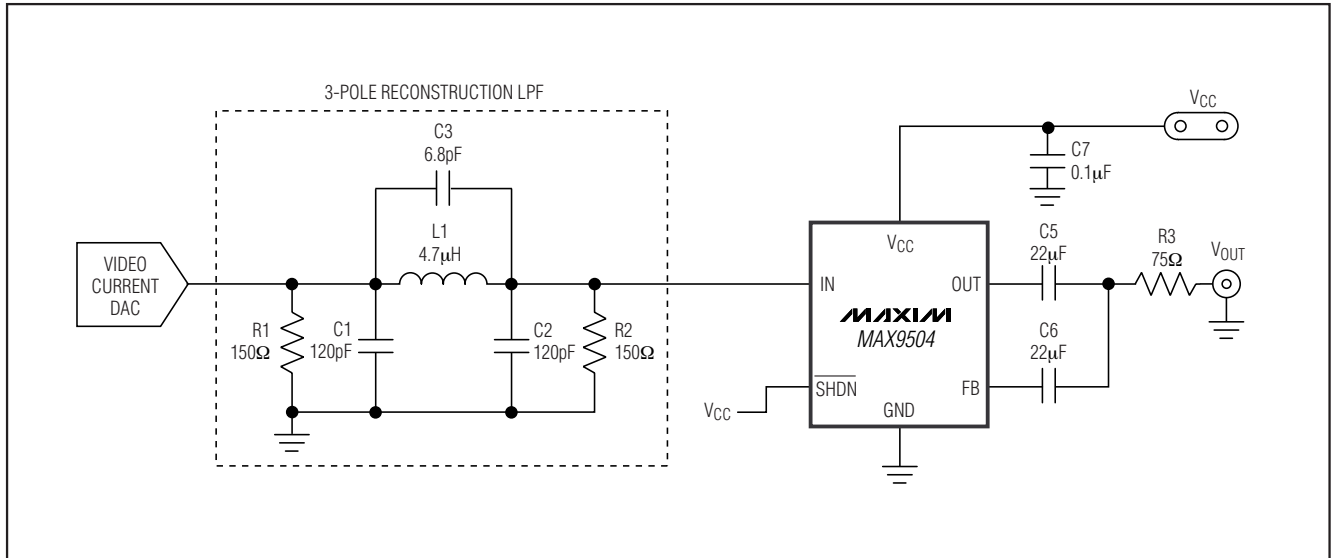 3-POLE RECONSTRUCTION LPF
VCC
C3
6.8pF
C7
0.1μF
L1
4.7μH
VCC
C5
22μF
R3
75Ω
VOUT
VIDEO
CURRENT
DAC
IN
OUT
MAXIM
MAX9504
R1
150Ω
C1
120pF
C2
120pF
R2
150Ω
C6
22μF
SHDN
FB
VCC
GND